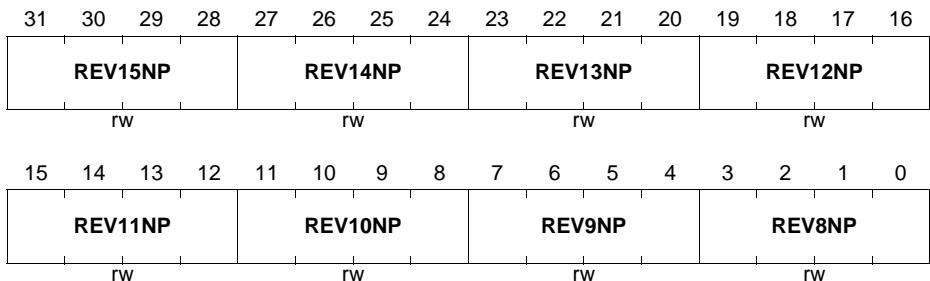 31 30 29 28 27 26 25 24 23 22 21 20 19 18 17 16
REV15NP REV14NP REV13NP REV12NP
rw rw rw rw
15 14 13 12 11 10 9 8 7 6 5 4 3 2 1 0
REV11NP REV10NP REV9NP REV8NP
rw rw rw rw